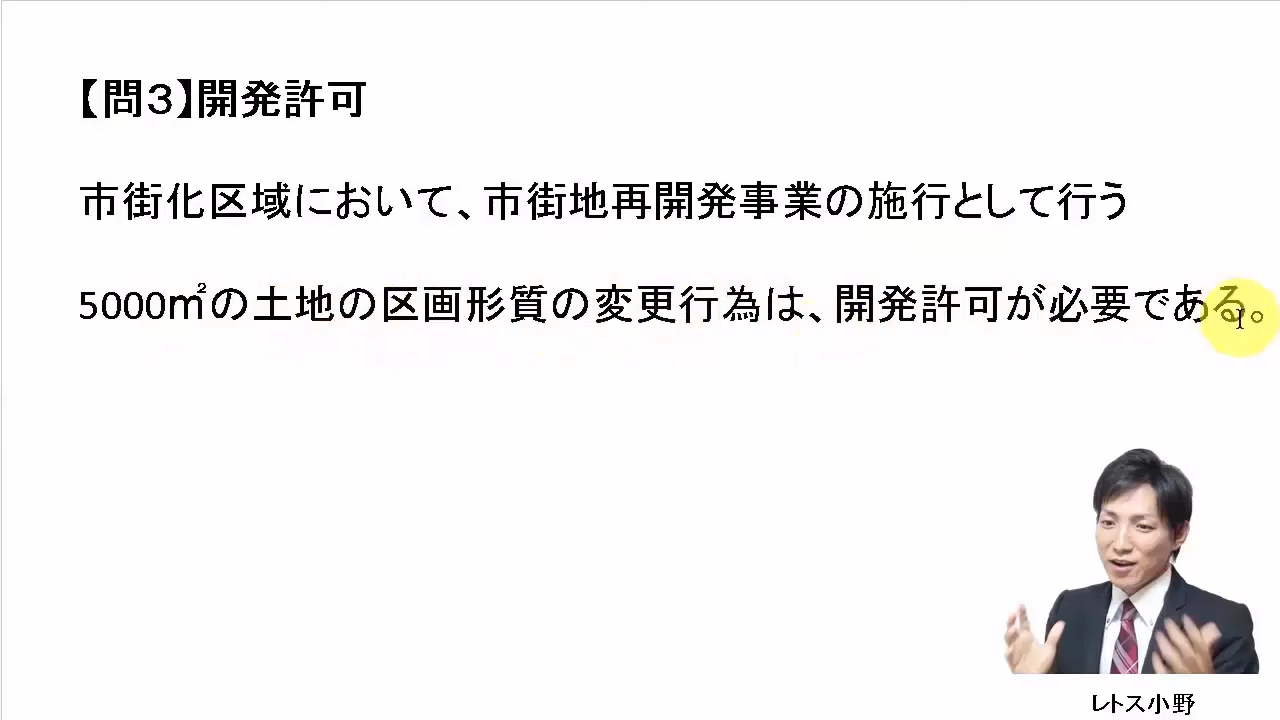 【問３】開発許可
市街化区域において、市街地再開発事業の施行として行う
5000㎡の土地の区画形質の変更行為は、開発許可が必要である。
レトス小野